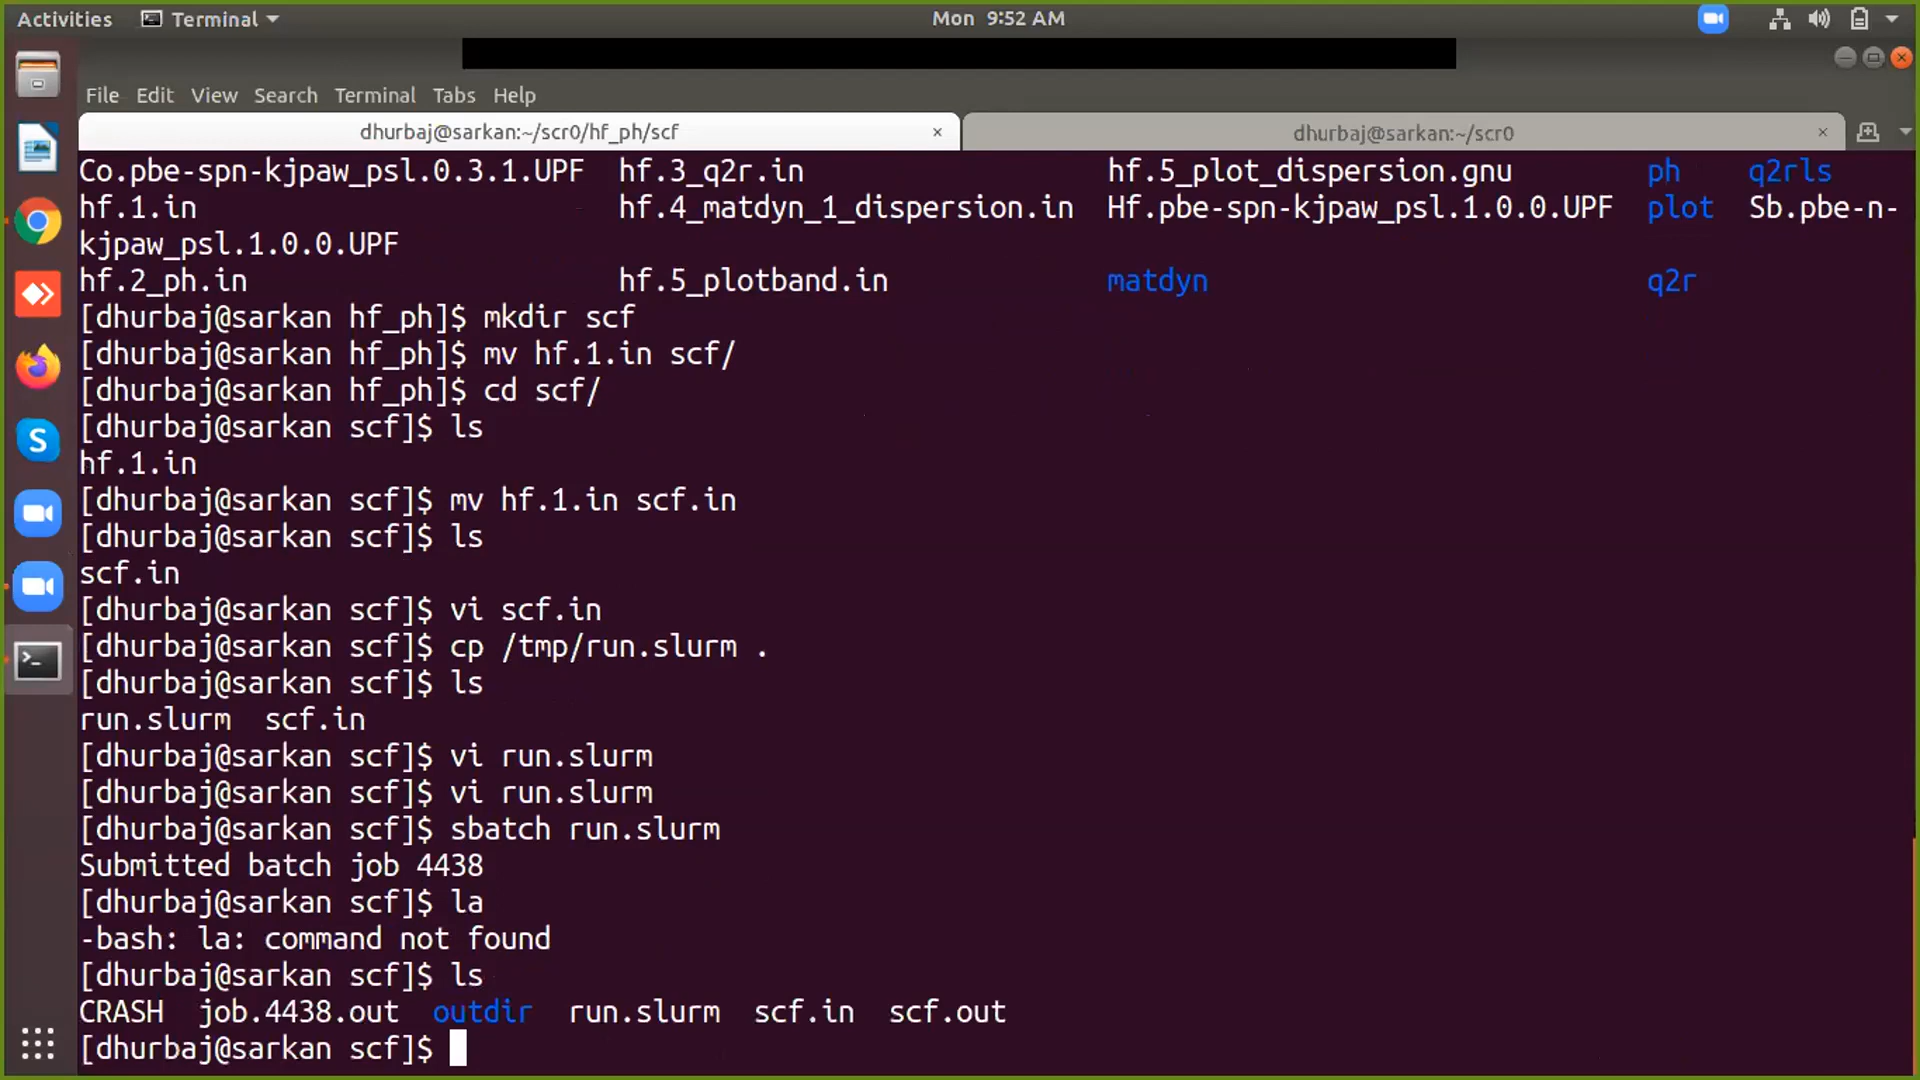 Activities Terminal Mon 9:52 AM
File Edit View Search Terminal Tabs Help
dhurbaj@sarkan:~/scr0/hf_ph/scf × dhurbaj@sarkan:~/scr0 ×
Co.pbe-spn-kjpaw_psl.0.3.1.UPF hf.3_q2r.in hf.5_plot_dispersion.gnu ph q2rls
hf.1.in hf.4_matdyn_1_dispersion.in Hf.pbe-spn-kjpaw_psl.1.0.0.UPF plot Sb.pbe-n-
kjpaw_psl.1.0.0.UPF
hf.2_ph.in hf.5_plotband.in matdyn q2r
[dhurbaj@sarkan hf_ph]$ mkdir scf
[dhurbaj@sarkan hf_ph]$ mv hf.1.in scf/
[dhurbaj@sarkan hf_ph]$ cd scf/
[dhurbaj@sarkan scf]$ ls
hf.1.in
[dhurbaj@sarkan scf]$ mv hf.1.in scf.in
[dhurbaj@sarkan scf]$ ls
scf.in
[dhurbaj@sarkan scf]$ vi scf.in
[dhurbaj@sarkan scf]$ cp /tmp/run.slurm .
[dhurbaj@sarkan scf]$ ls
run.slurm scf.in
[dhurbaj@sarkan scf]$ vi run.slurm
[dhurbaj@sarkan scf]$ vi run.slurm
[dhurbaj@sarkan scf]$ sbatch run.slurm
Submitted batch job 4438
[dhurbaj@sarkan scf]$ la
-bash: la: command not found
[dhurbaj@sarkan scf]$ ls
CRASH job.4438.out outdir run.slurm scf.in scf.out
[dhurbaj@sarkan scf]$